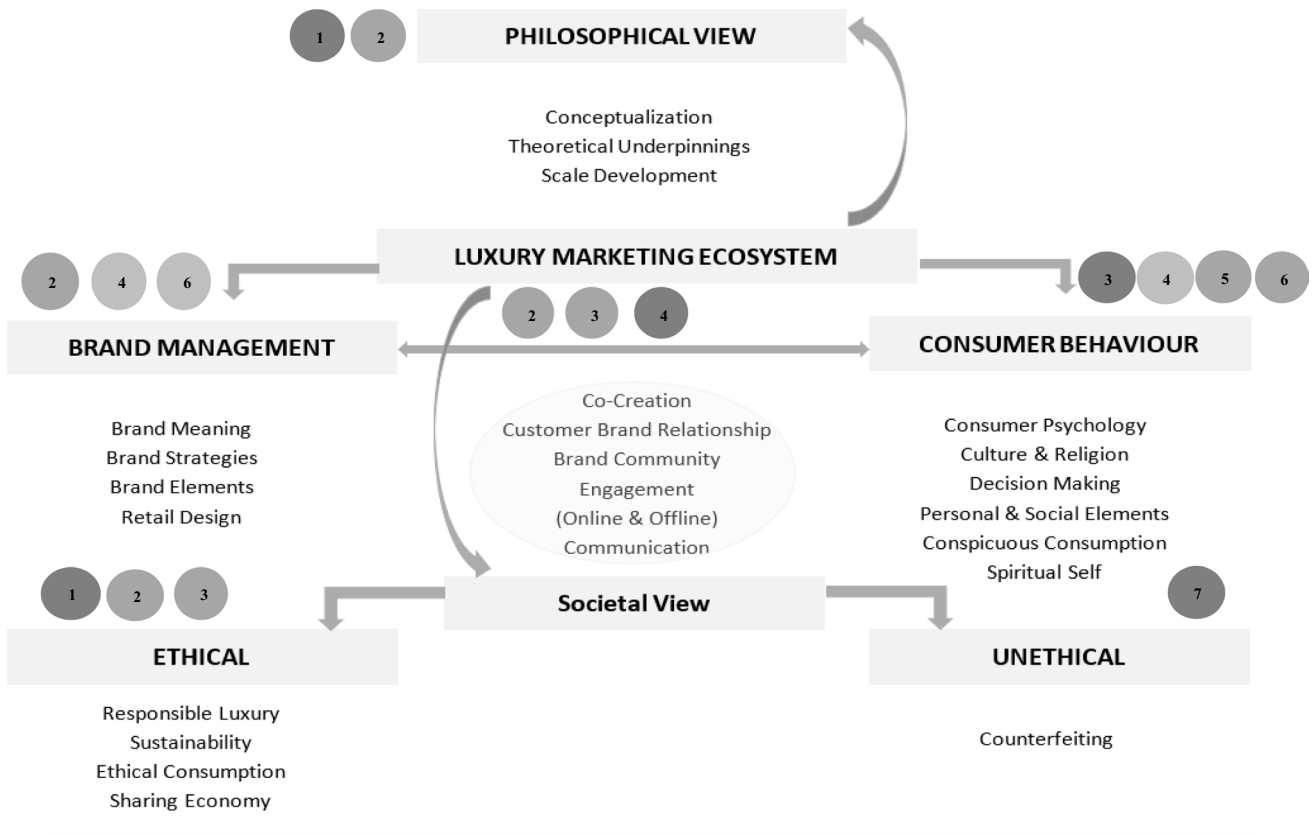 1 2 PHILOSOPHICAL VIEW
Conceptualization
Theoretical Underpinnings
Scale Development
LUXURY MARKETING ECOSYSTEM
2 4 6
2 3 4
3 4 5 6
BRAND MANAGEMENT
CONSUMER BEHAVIOUR
Brand Meaning
Brand Strategies
Brand Elements
Retail Design
Co-Creation
Customer Brand Relationship
Brand Community
Engagement
(Online & Offline)
Communication
Consumer Psychology
Culture & Religion
Decision Making
Personal & Social Elements
Conspicuous Consumption
Spiritual Self
1 2 3
Societal View
7
ETHICAL
UNETHICAL
Responsible Luxury
Sustainability
Ethical Consumption
Sharing Economy
Counterfeiting